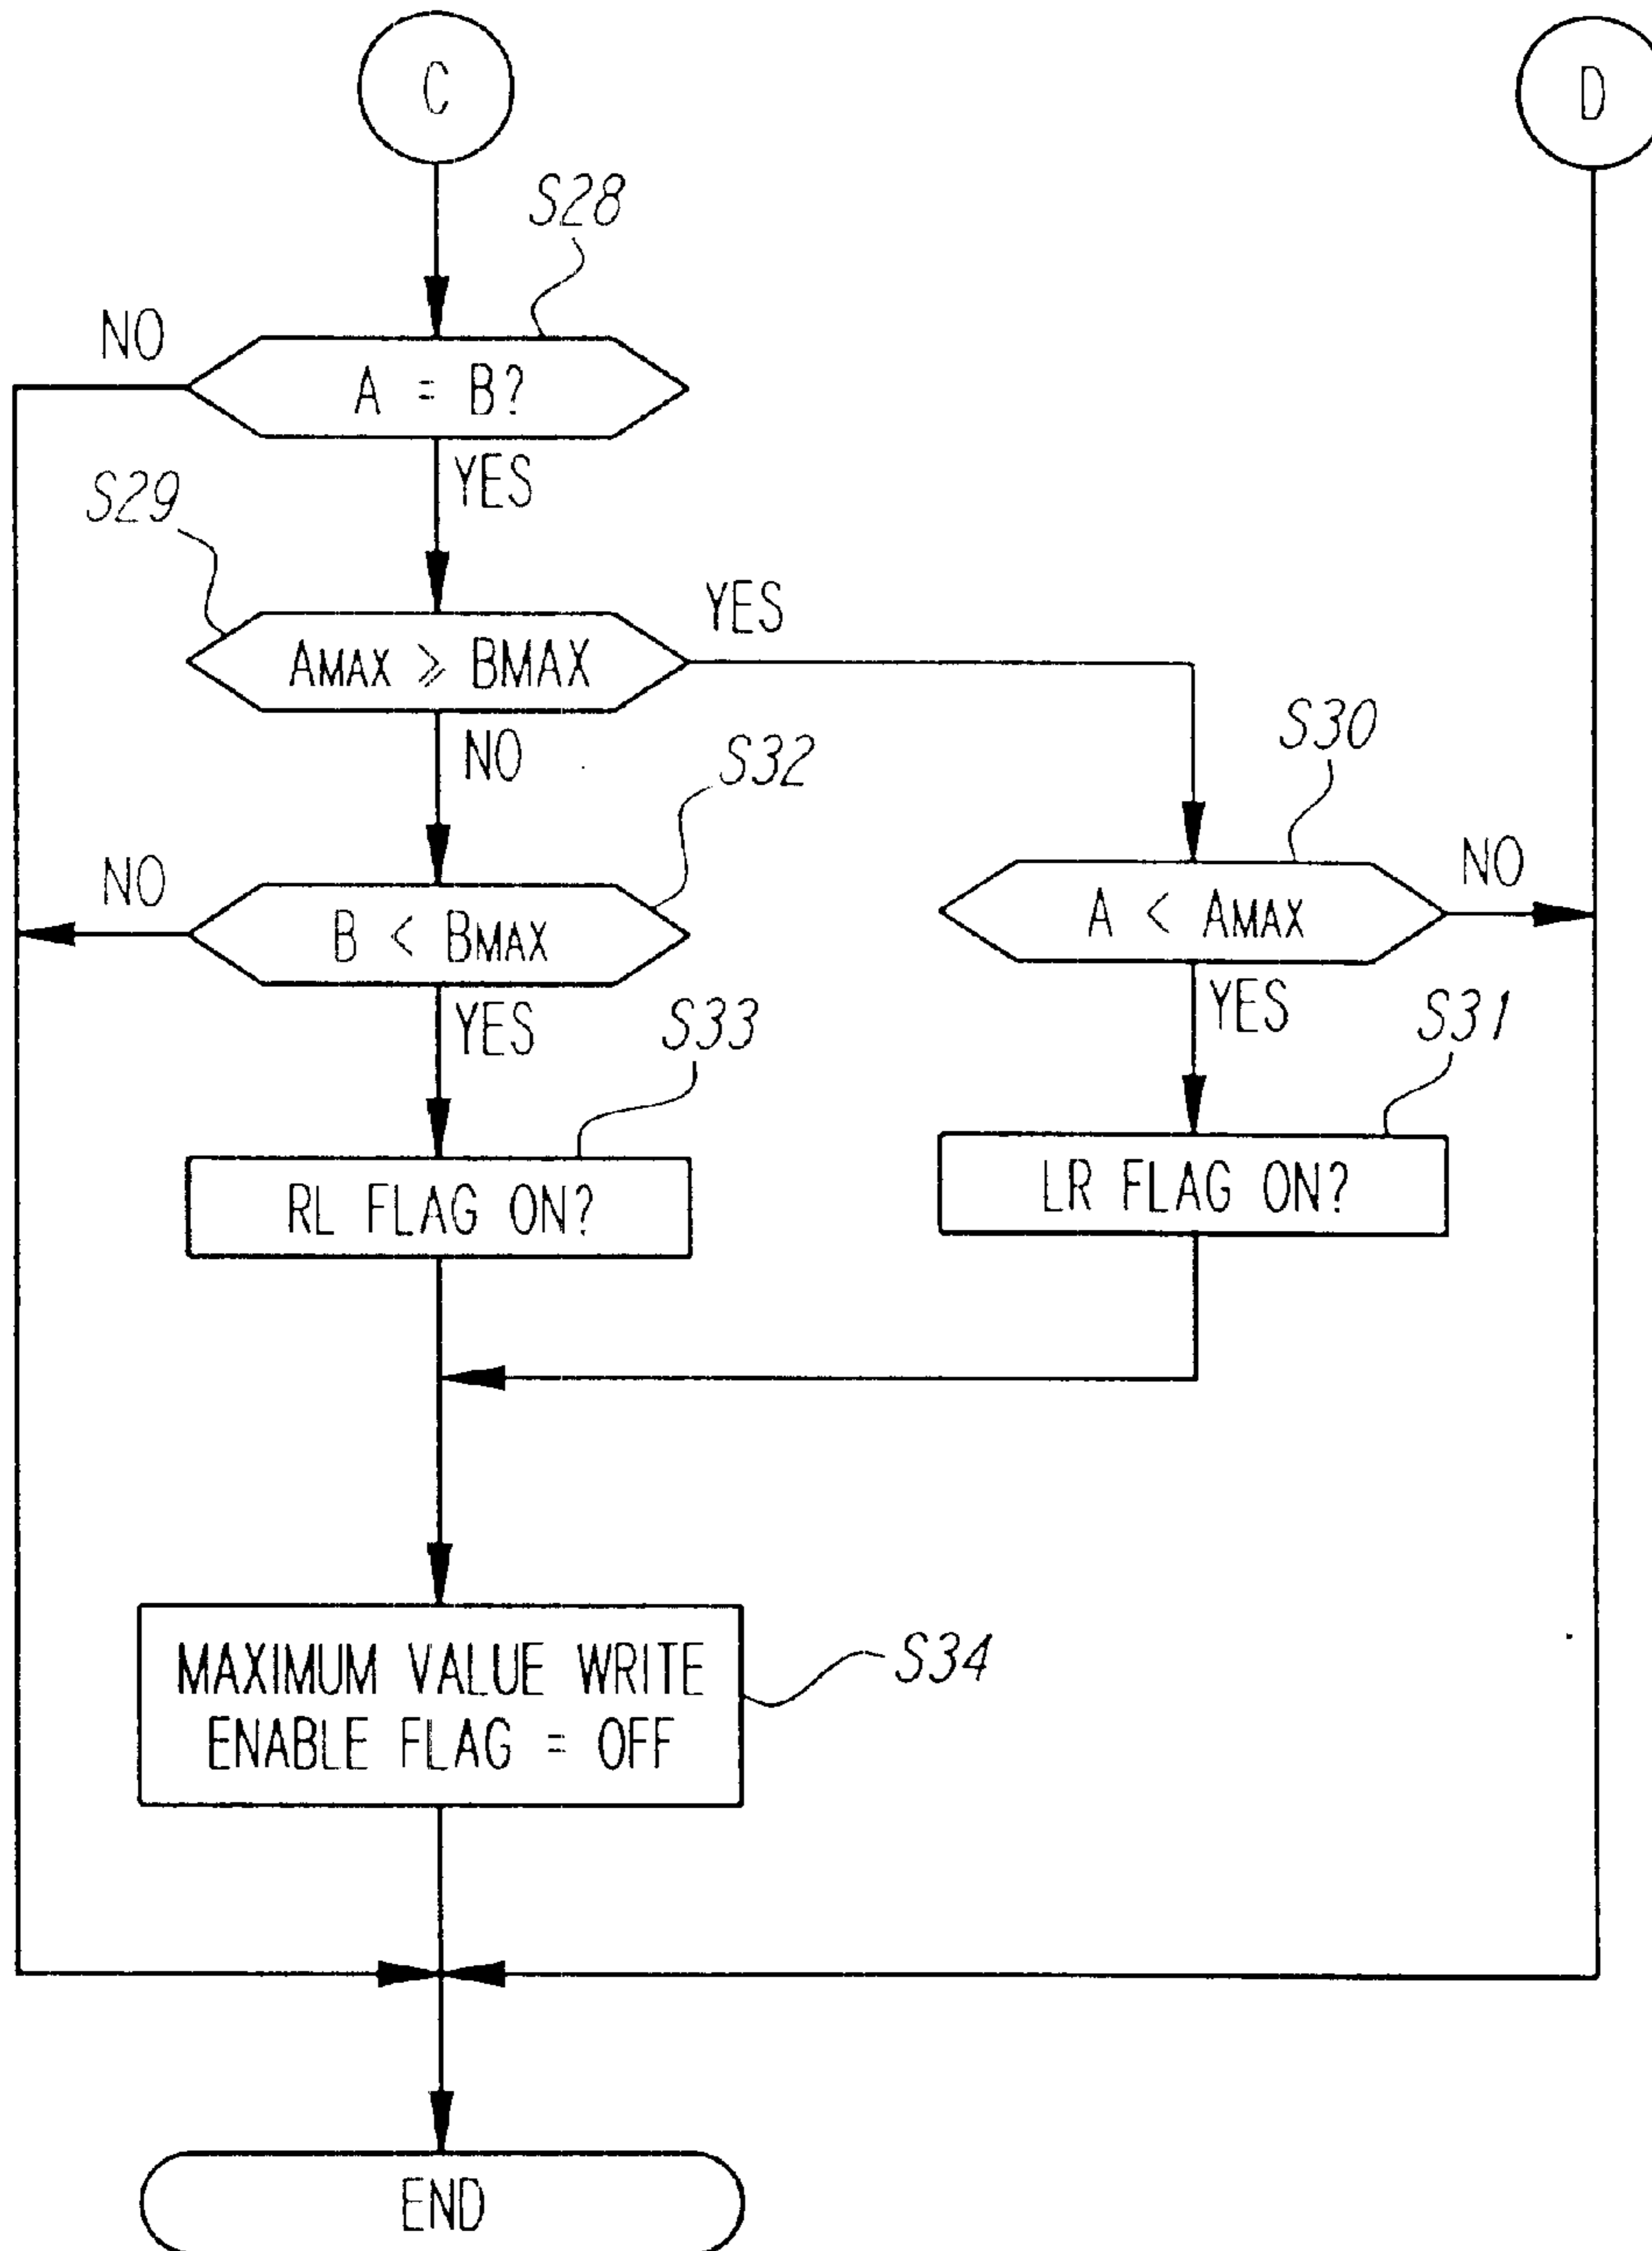 C
D
S28
NO
A = B?
YES
S29
YES
AMAX ⩾ BMAX
NO
S32
S30
NO
B < BMAX
A < AMAX
NO
YES
S33
YES
S31
RL FLAG ON?
LR FLAG ON?
MAXIMUM VALUE WRITE
ENABLE FLAG = OFF
S34
END